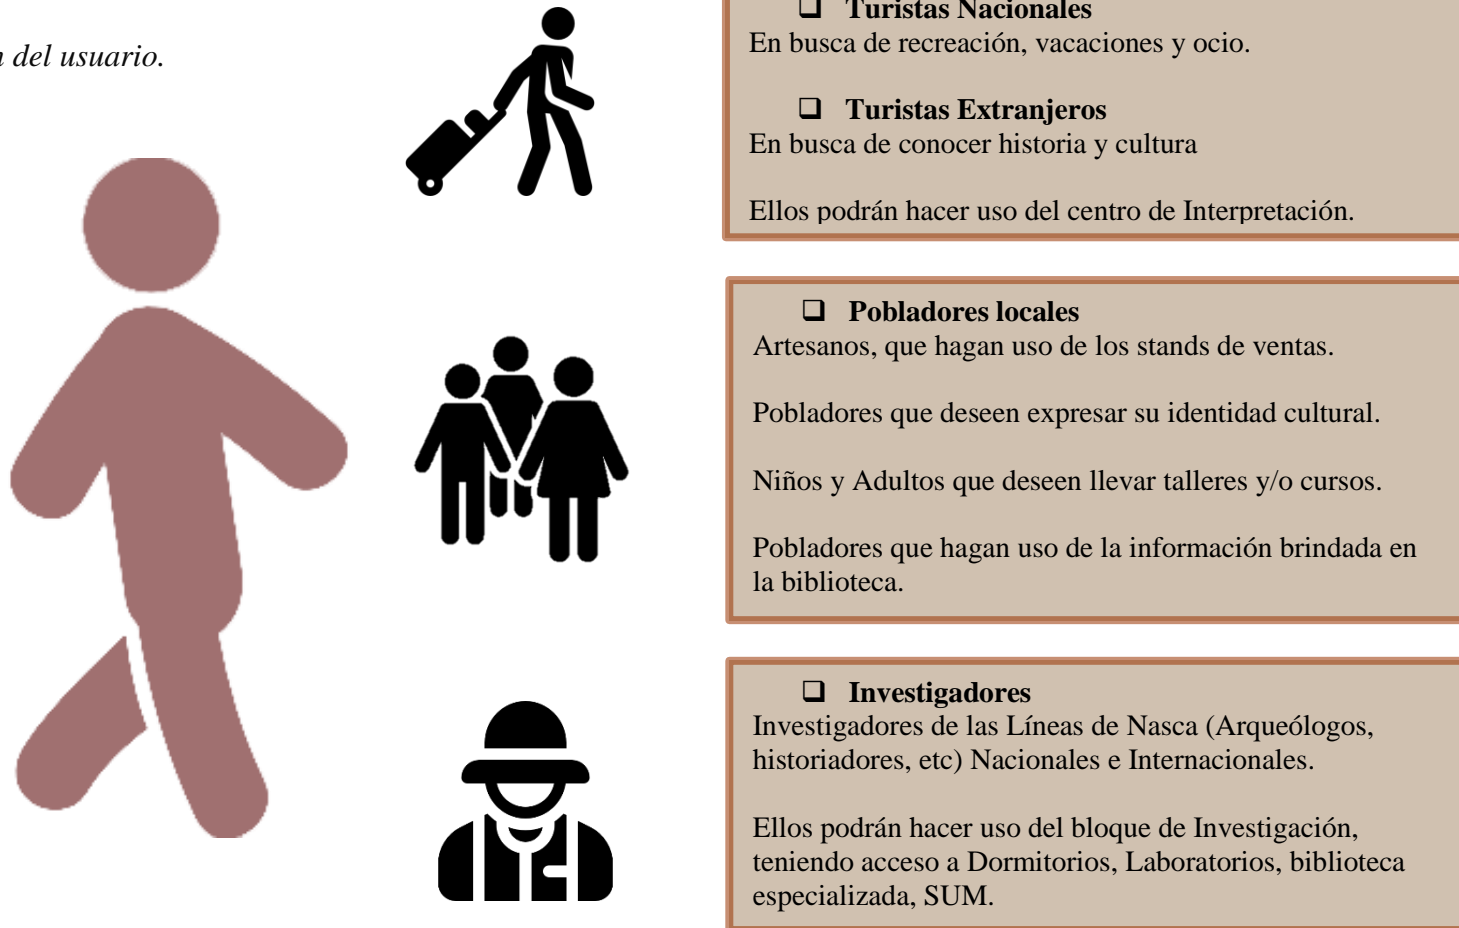 del usuario.
❑ Turistas Nacionales
En busca de recreación, vacaciones y ocio.
❑ Turistas Extranjeros
En busca de conocer historia y cultura
Ellos podrán hacer uso del centro de Interpretación.
❑ Pobladores locales
Artesanos, que hagan uso de los stands de ventas.
Pobladores que deseen expresar su identidad cultural.
Niños y Adultos que deseen llevar talleres y/o cursos.
Pobladores que hagan uso de la información brindada en
la biblioteca.
❑ Investigadores
Investigadores de las Líneas de Nasca (Arqueólogos,
historiadores, etc) Nacionales e Internacionales.
Ellos podrán hacer uso del bloque de Investigación,
teniendo acceso a Dormitorios, Laboratorios, biblioteca
especializada, SUM.